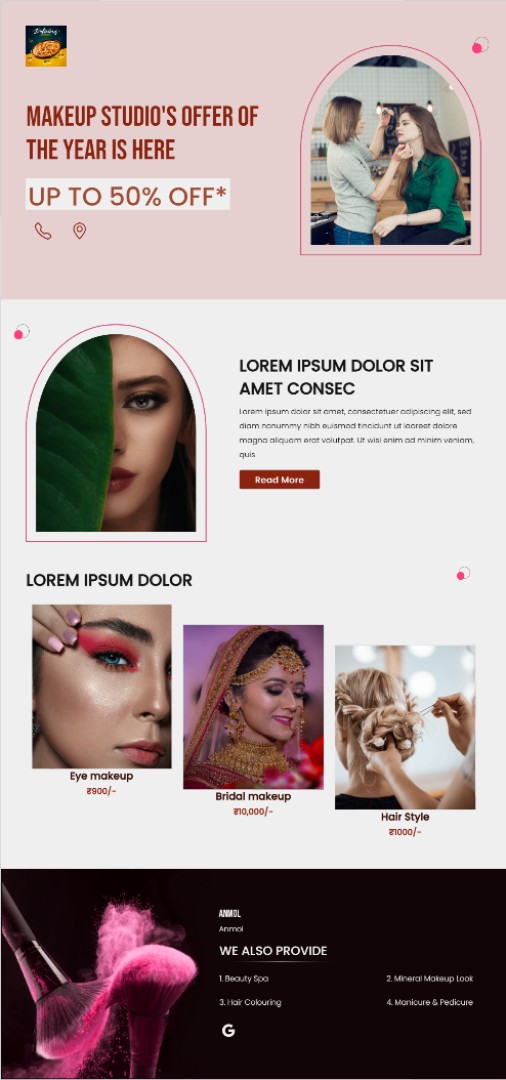 Delicious
MAKEUP STUDIO'S OFFER OF
THE YEAR IS HERE
UP TO 50% OFF*
LOREM IPSUM DOLOR SIT
AMET CONSEC
Lorem ipsum dolor sit amet, consectetuer adipiscing elit, sed
diam nonummy nibh euismod tincidunt ut laoreet dolore
magna aliquam erat volutpat. Ut wisi enim ad minim veniam,
quis
Read More
LOREM IPSUM DOLOR
Eye makeup
₹900/-
Bridal makeup
₹10,000/-
Hair Style
₹1000/-
ANMOL
Anmol
WE ALSO PROVIDE
1. Beauty Spa
2. Mineral Makeup Look
3. Hair Colouring
4. Manicure & Pedicure
G